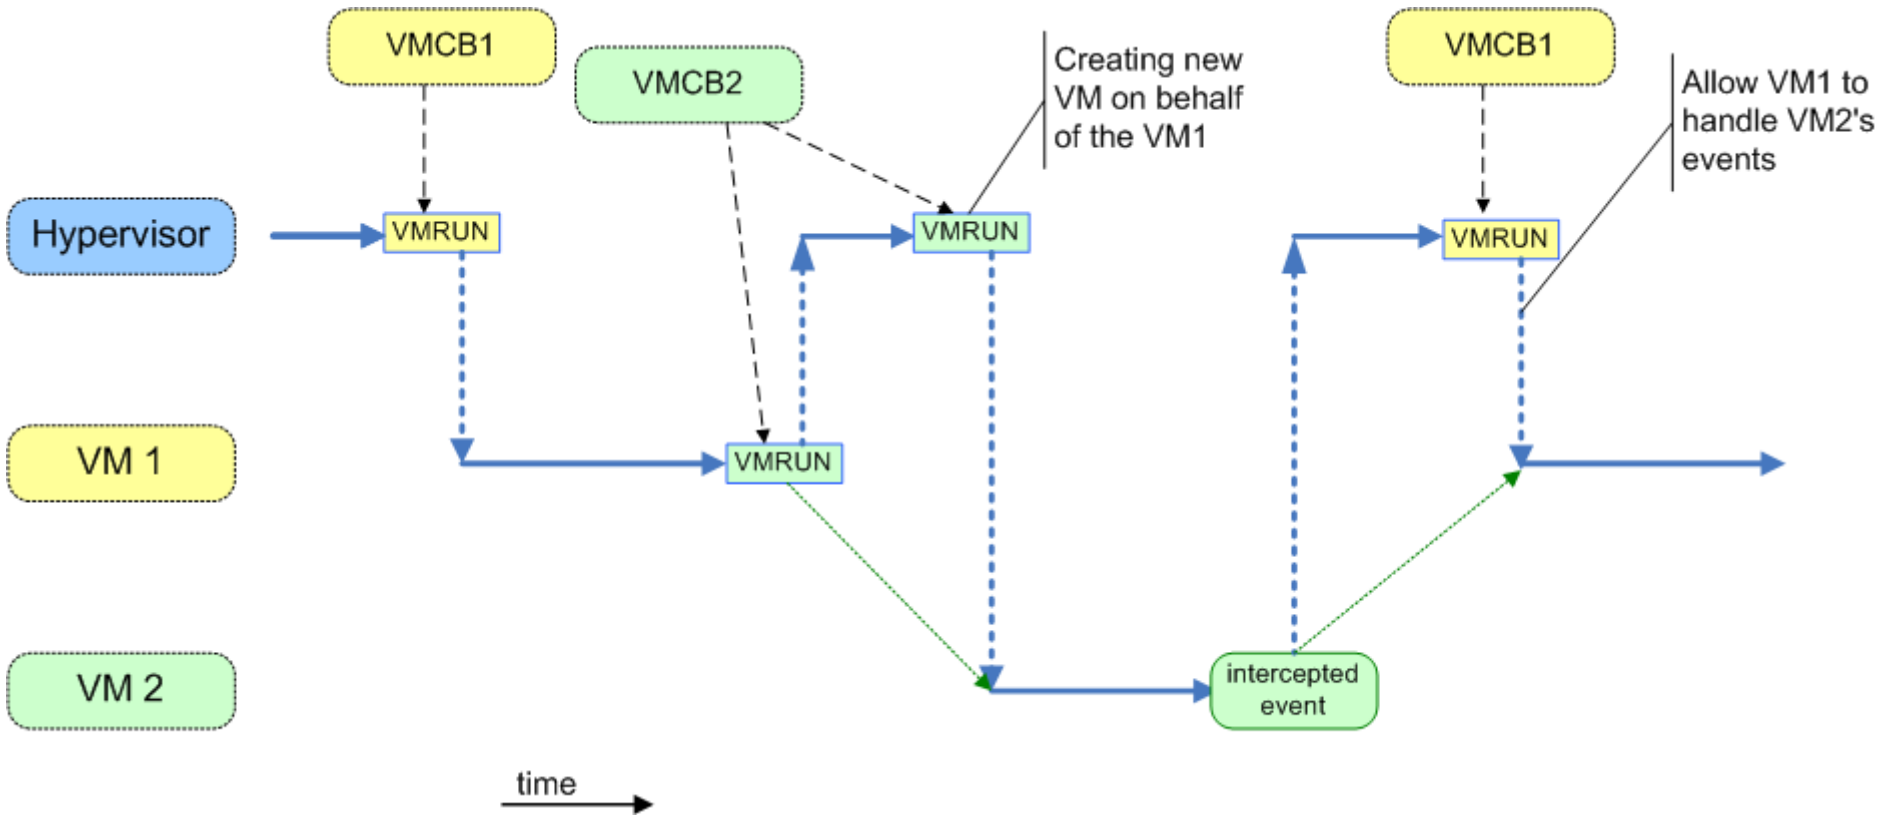 VMCB1
VMCB2
Creating new
VM on behalf
of the VM1
VMCB1
Allow VM1 to
handle VM2's
events
Hypervisor
VMRUN
VMRUN
VMRUN
VM 1
VMRUN
VM 2
intercepted
event
time